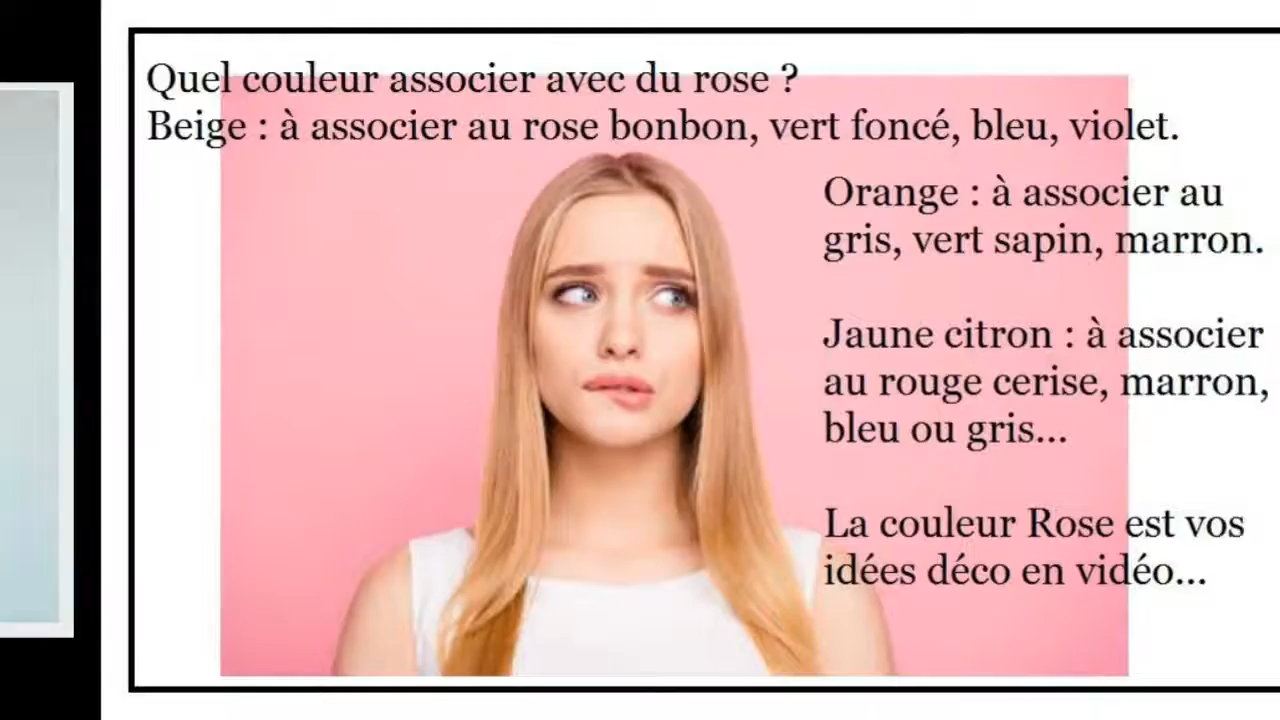 Quel couleur associer avec du rose ?
Beige : à associer au rose bonbon, vert foncé, bleu, violet.
Orange : à associer au
gris, vert sapin, marron.
Jaune citron : à associer
au rouge cerise, marron,
bleu ou gris...
La couleur Rose est vos
idées déco en vidéo...